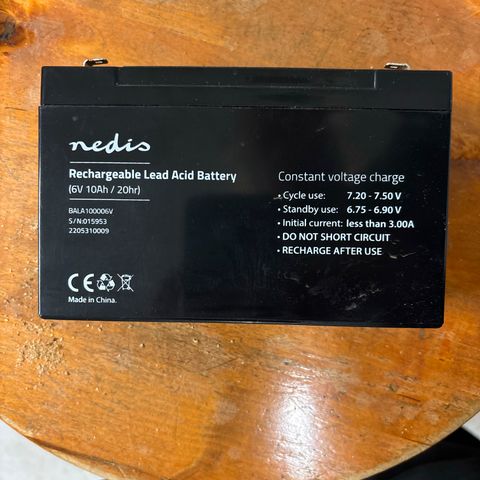 nedis
Rechargeable Lead Acid Battery
(6V 10Ah / 20hr)
BALA100006V
S/N:015953
2205310009
CE
Made in China.
Constant voltage charge
• Cycle use: 7.20 - 7.50 V
• Standby use: 6.75 - 6.90 V
• Initial current: less than 3.00A
• DO NOT SHORT CIRCUIT
• RECHARGE AFTER USE